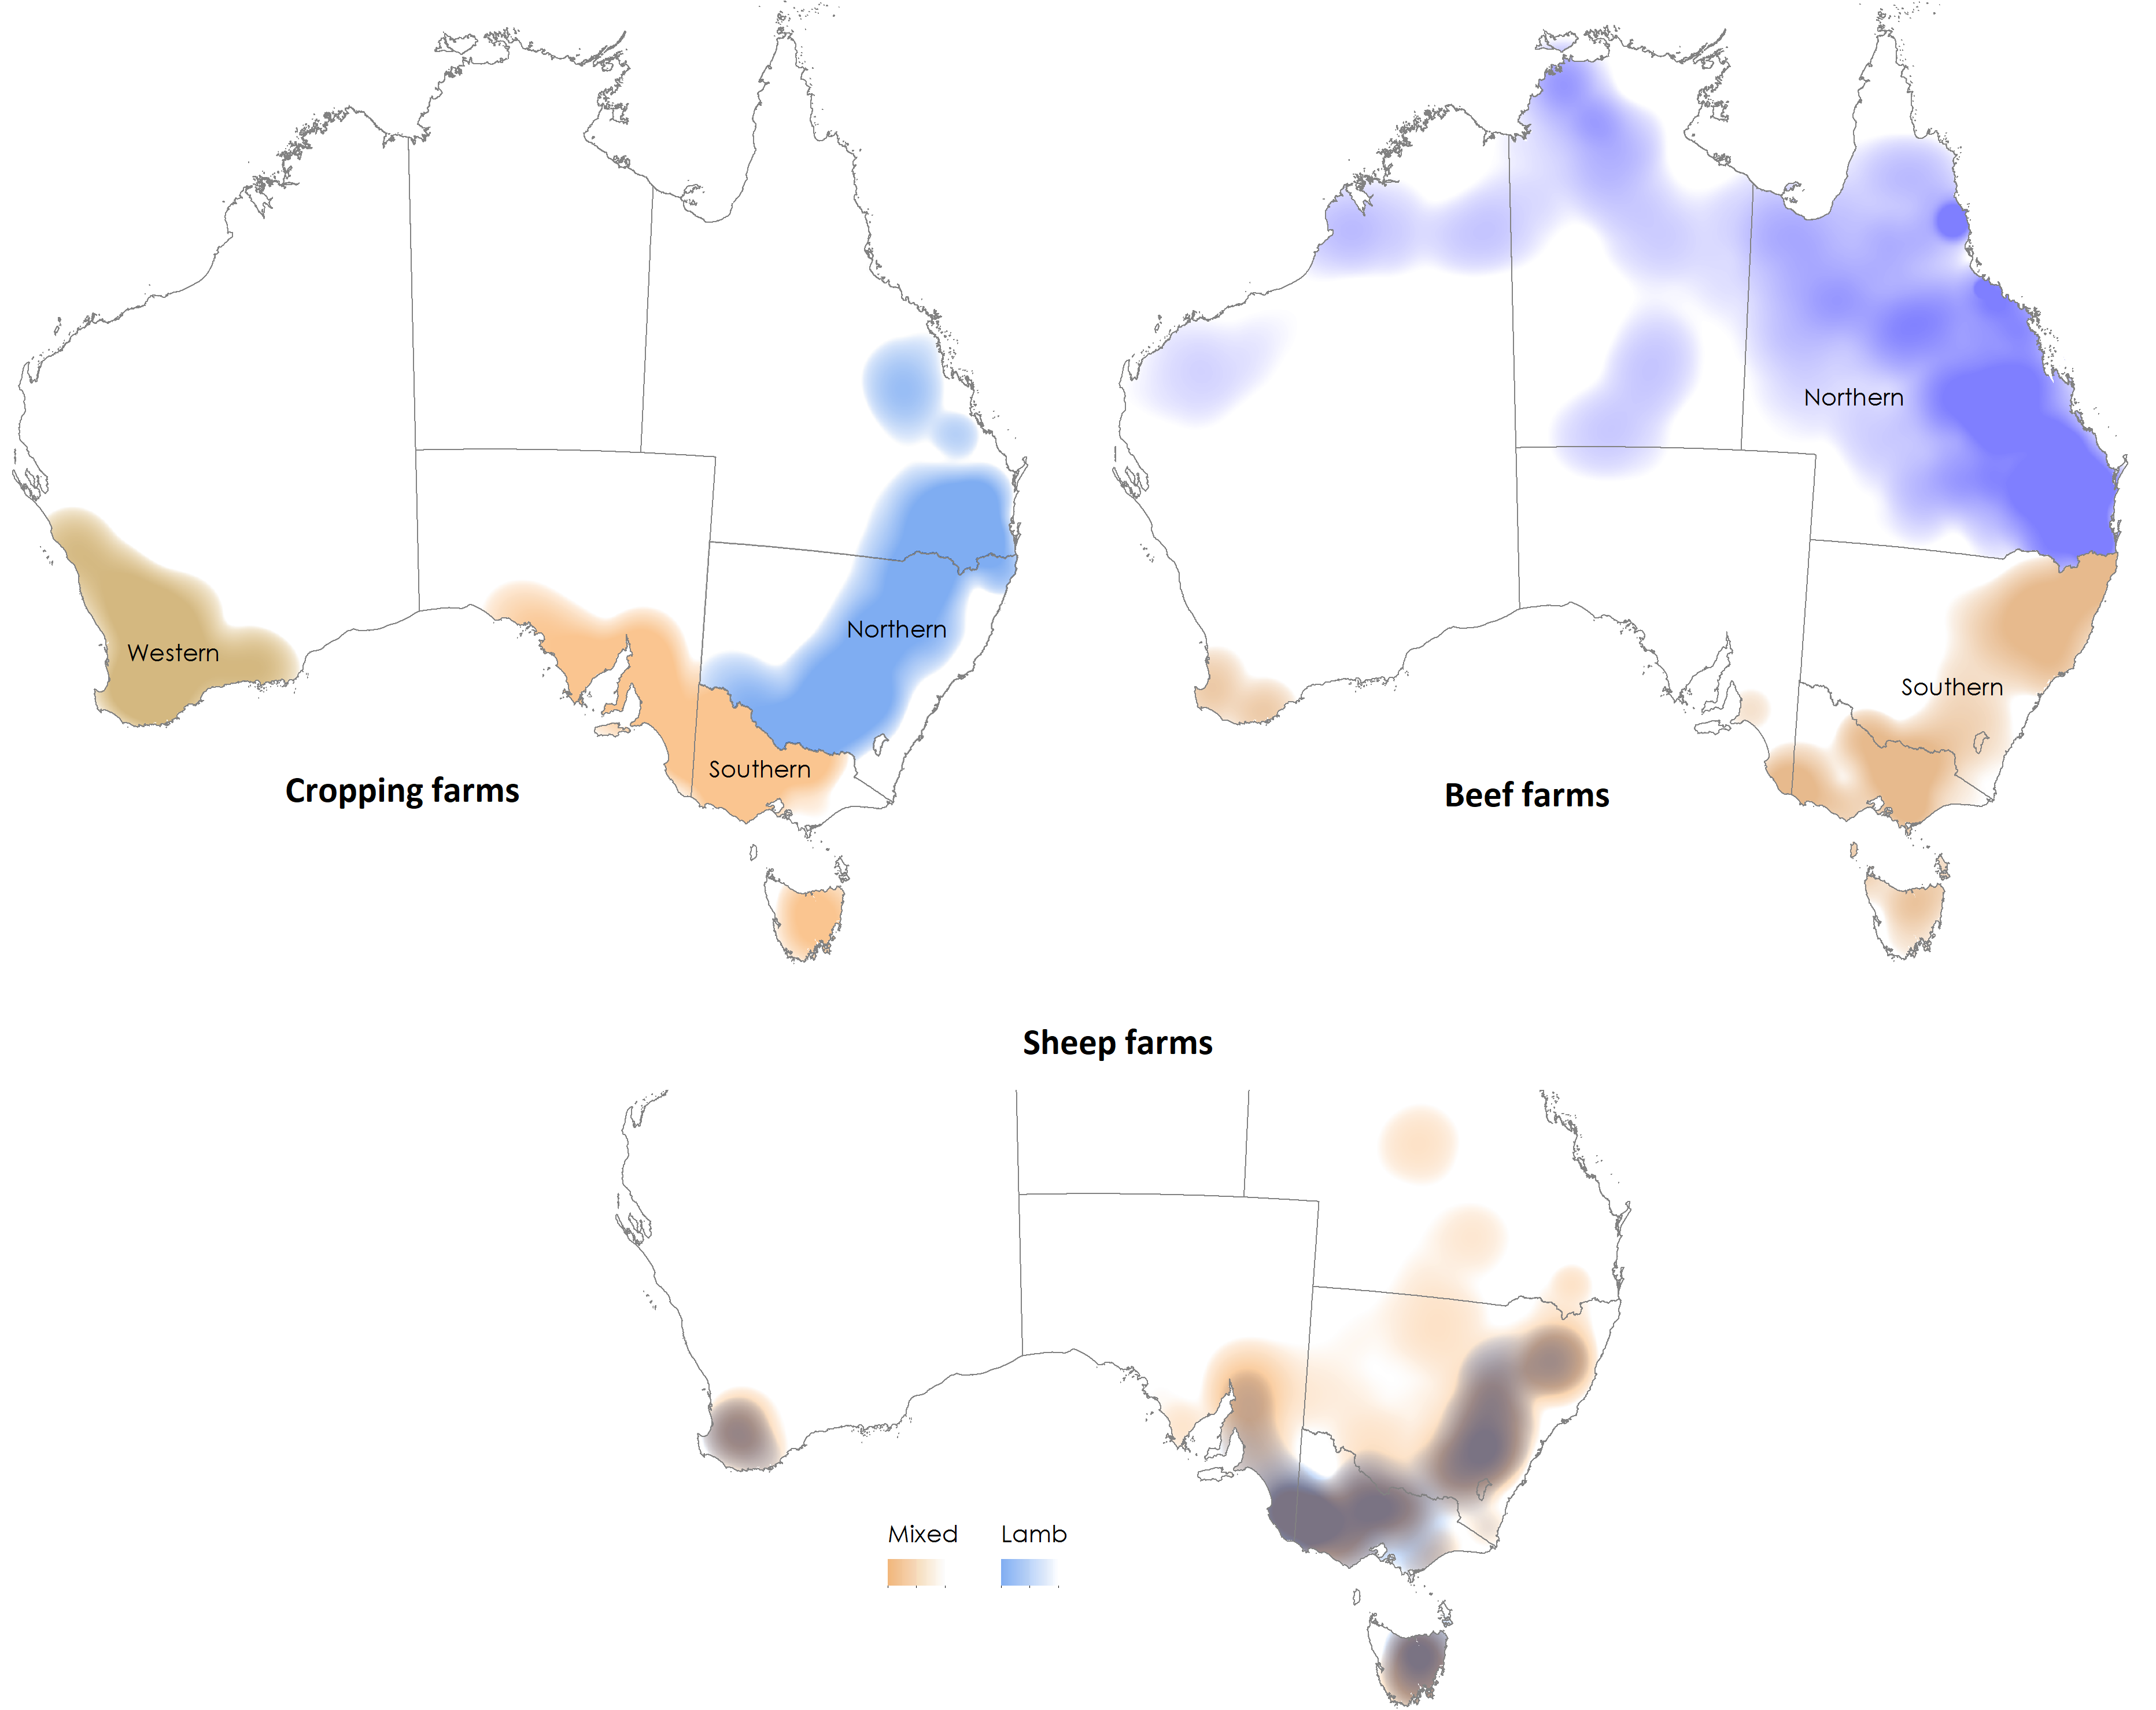 Northern
Northern
Western
Southern
Southern
Cropping farms
Beef farms
Sheep farms
Mixed
Lamb